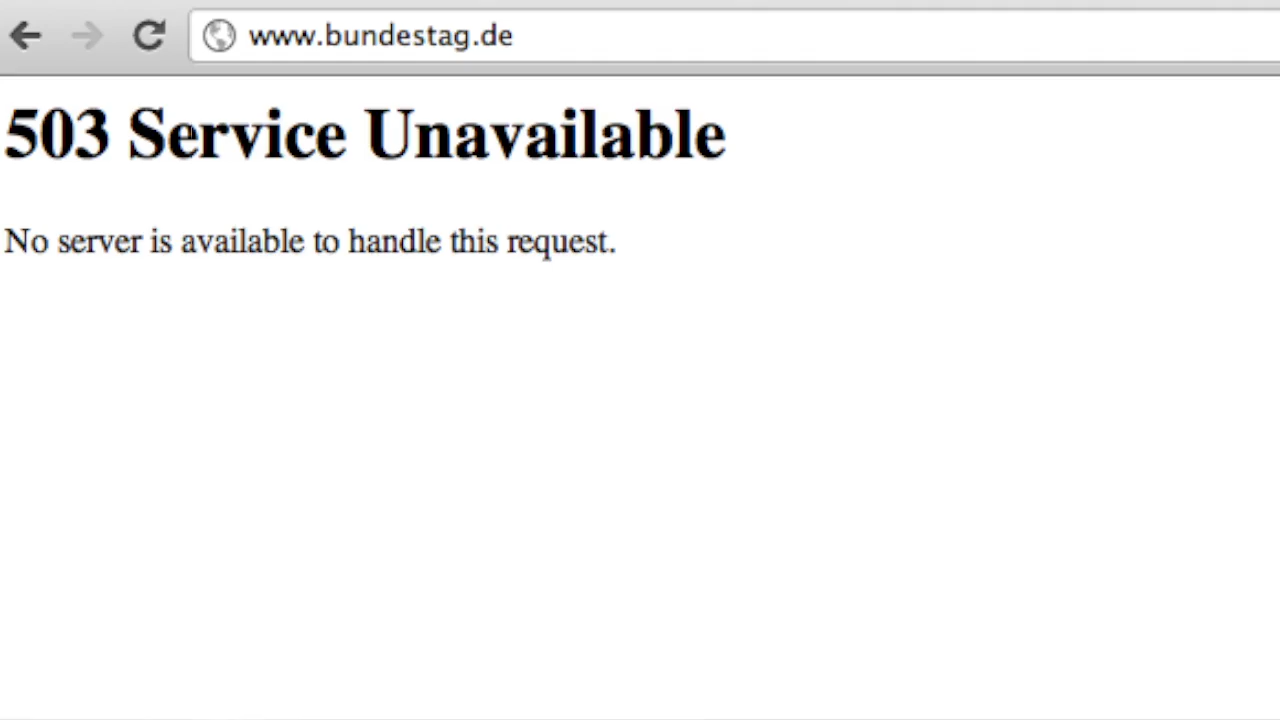 www.bundestag.de
503 Service Unavailable
No server is available to handle this request.